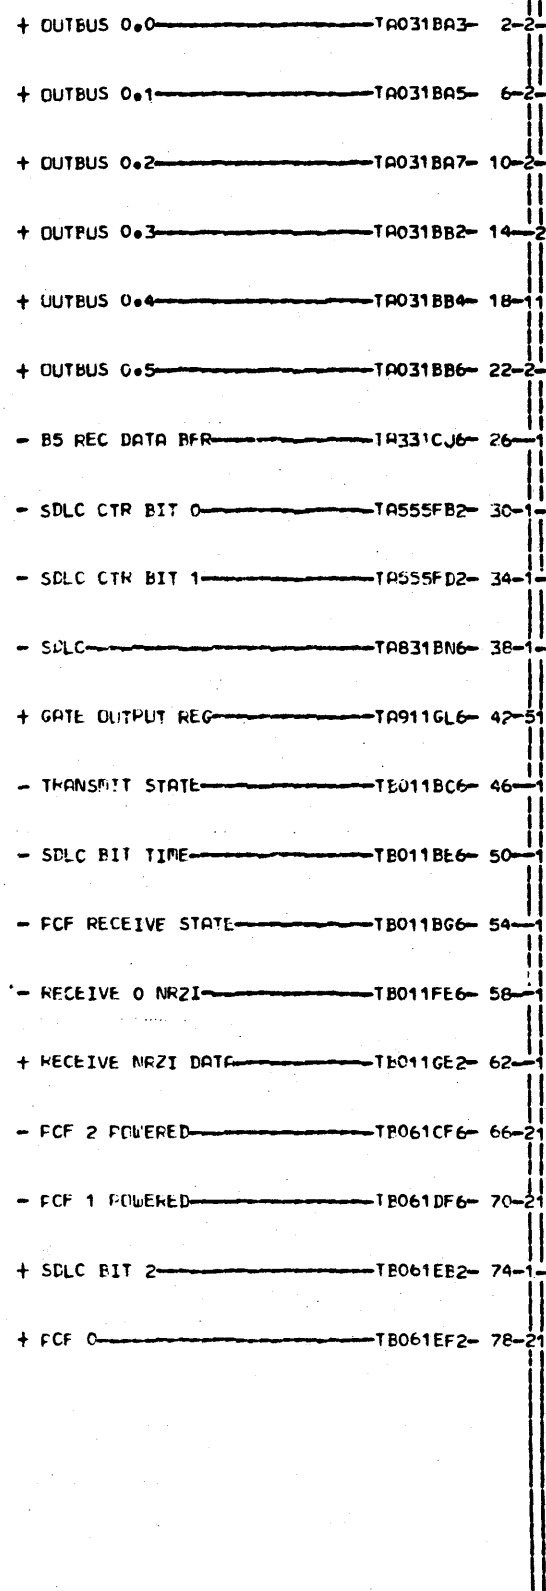 + OUTBUS 0.0 TA031BA3- 2-2-
+ OUTBUS 0.1 TA031BA5- 6-2-
+ OUTBUS 0.2 TA031BA7- 10-2-
+ OUTBUS 0.3 TA031BB2- 14-2
+ OUTBUS 0.4 TA031BB4- 18-11
+ OUTBUS 0.5 TA031BB6- 22-2-
- B5 REC DATA BFR TA331CJ6- 26-1
- SDLC CTR BIT 0 TA555FB2- 30-1-
- SDLC CTR BIT 1 TA555FD2- 34-1-
- SDLC TA831BN6- 38-1-
+ GATE OUTPUT REG TA911GL6- 42-51
- TRANSMIT STATE TB011BC6- 46-1
- SDLC BIT TIME TB011BE6- 50-1
- FCF RECEIVE STATE TB011BG6- 54-1
- RECEIVE 0 NRZI TB011FE6- 58-1
+ RECEIVE NRZI DATA TB011GE2- 62-1
- FCF 2 POWERED TB061CF6- 66-21
- FCF 1 POWERED TB061DF6- 70-21
+ SDLC BIT 2 TB061EB2- 74-1-
+ FCF 0 TB061EF2- 78-21